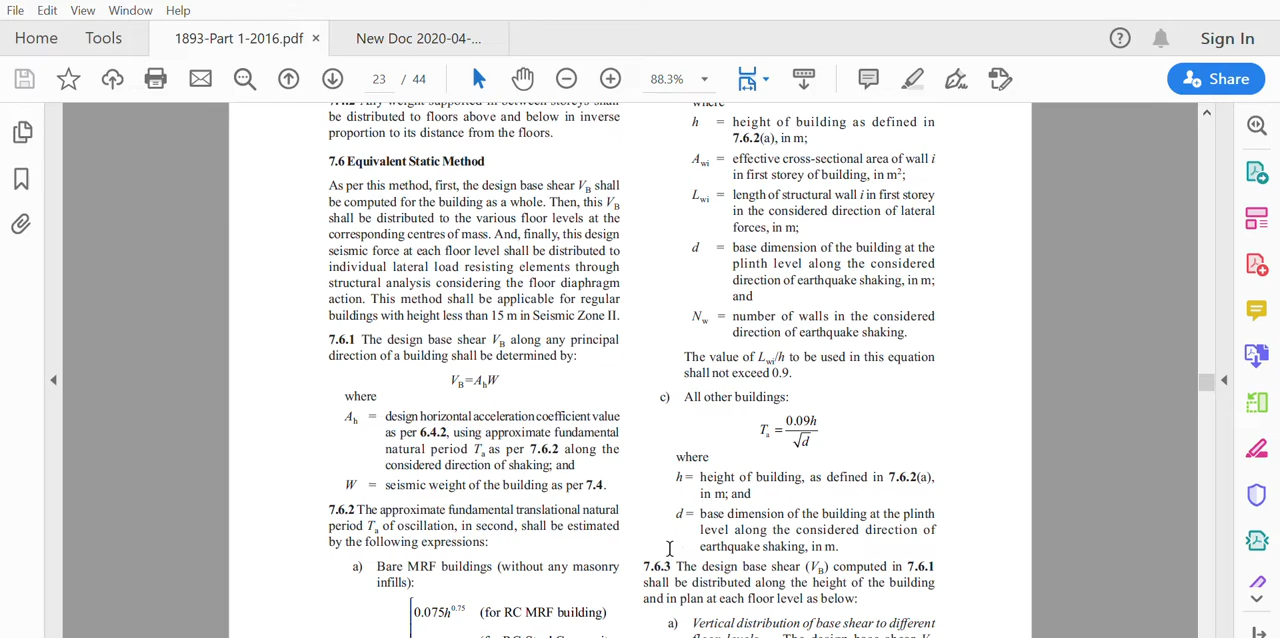 File Edit View Window Help
Home Tools 1893-Part 1-2016.pdf × New Doc 2020-04-... ? Sign In
23 / 44 88.3% Share
7.4.2 Any weight supported in between storeys shall
be distributed to floors above and below in inverse
proportion to its distance from the floors.
7.6 Equivalent Static Method
As per this method, first, the design base shear VB shall
be computed for the building as a whole. Then, this VB
shall be distributed to the various floor levels at the
corresponding centres of mass. And, finally, this design
seismic force at each floor level shall be distributed to
individual lateral load resisting elements through
structural analysis considering the floor diaphragm
action. This method shall be applicable for regular
buildings with height less than 15 m in Seismic Zone II.
7.6.1 The design base shear VB along any principal
direction of a building shall be determined by:
VB = AhW
where
Ah = design horizontal acceleration coefficient value
as per 6.4.2, using approximate fundamental
natural period Ta as per 7.6.2 along the
considered direction of shaking; and
W = seismic weight of the building as per 7.4.
7.6.2 The approximate fundamental translational natural
period Ta of oscillation, in second, shall be estimated
by the following expressions:
a) Bare MRF buildings (without any masonry
infills):
0.075h0.75 (for RC MRF building)
where
h = height of building as defined in
7.6.2(a), in m;
Awi = effective cross-sectional area of wall i
in first storey of building, in m2;
Lwi = length of structural wall i in first storey
in the considered direction of lateral
forces, in m;
d = base dimension of the building at the
plinth level along the considered
direction of earthquake shaking, in m;
and
Nw = number of walls in the considered
direction of earthquake shaking.
The value of Lwi/h to be used in this equation
shall not exceed 0.9.
c) All other buildings:
Ta = 0.09h/√d
where
h = height of building, as defined in 7.6.2(a),
in m; and
d = base dimension of the building at the plinth
level along the considered direction of
earthquake shaking, in m.
7.6.3 The design base shear (VB) computed in 7.6.1
shall be distributed along the height of the building
and in plan at each floor level as below:
a) Vertical distribution of base shear to different